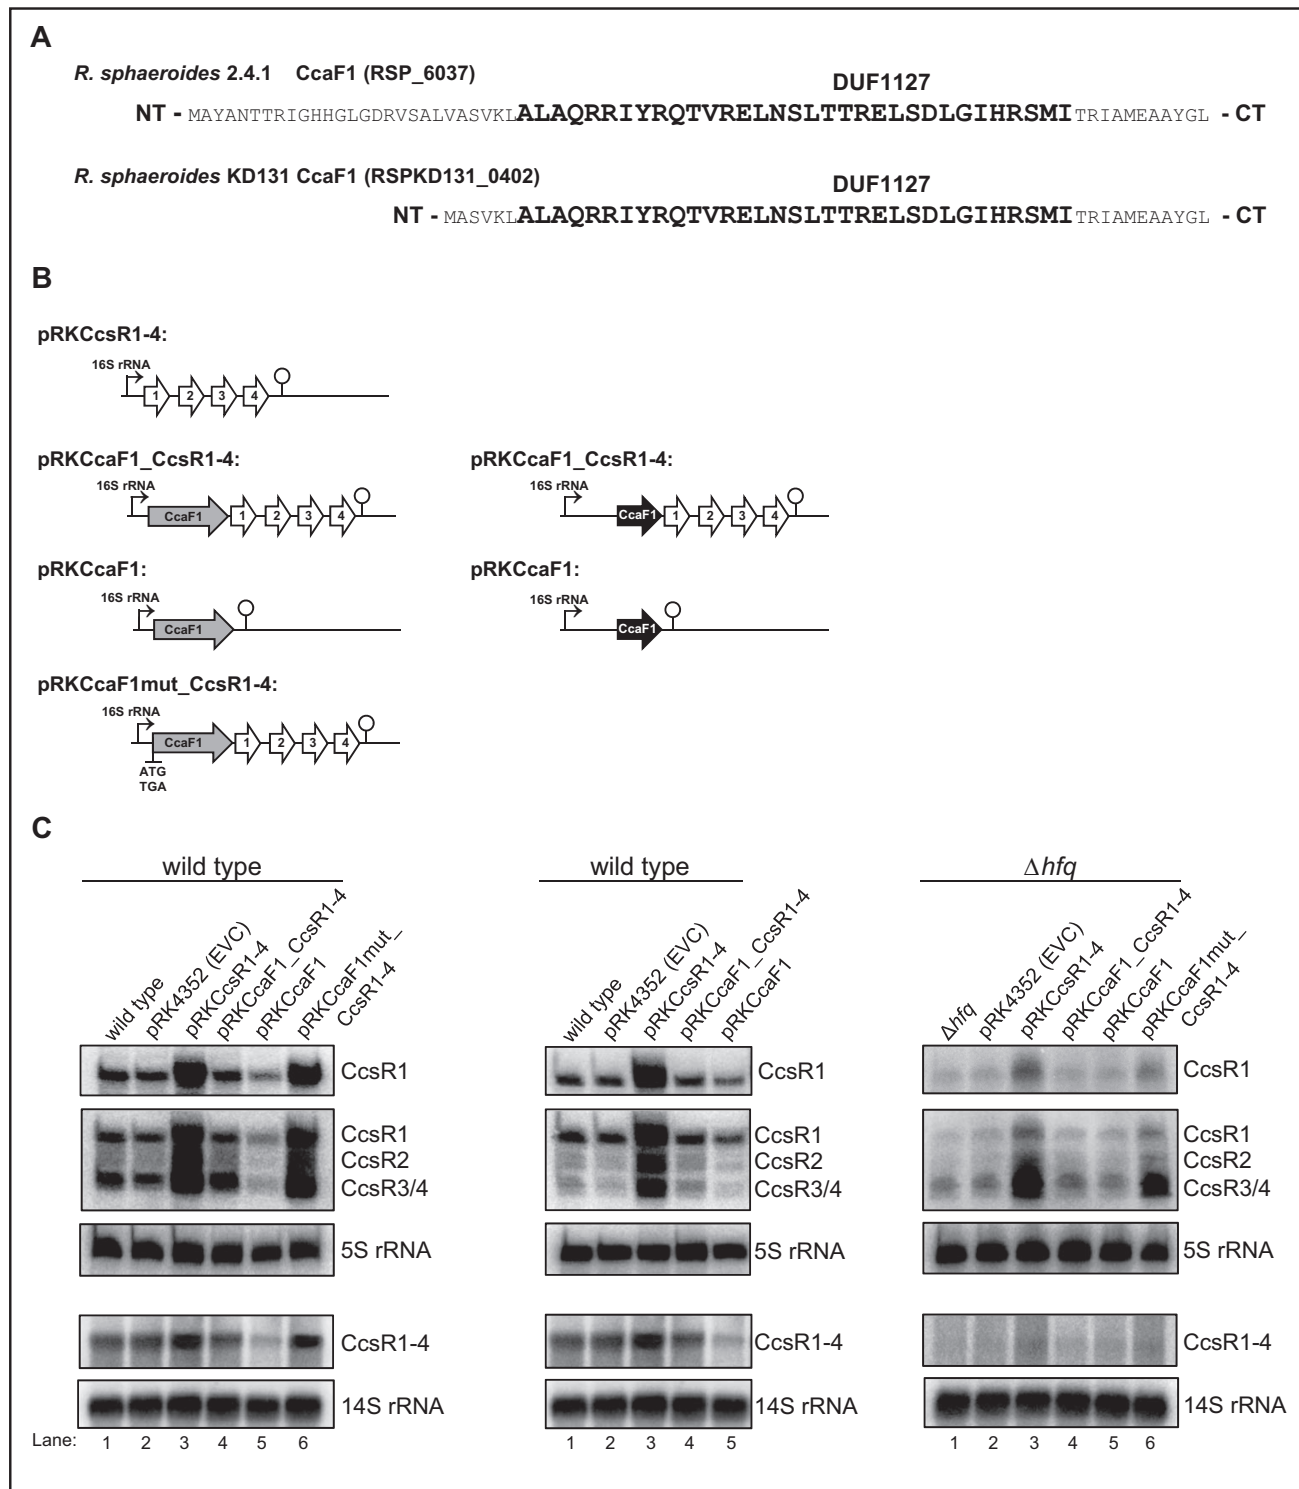 A
R. sphaeroides 2.4.1 CcaF1 (RSP_6037)
DUF1127
NT - MAYANTTRIGHHGLGDRVSALVASVKLALAQRRIYRQTVRELNSLTTRELSDLGIHRSMITRIAMEAAYGL - CT
R. sphaeroides KD131 CcaF1 (RSPKD131_0402)
DUF1127
NT - MASVKLALAQRRIYRQTVRELNSLTTRELSDLGIHRSMITRIAMEAAYGL - CT
B
pRKCcsR1-4:
16S rRNA
1 2 3 4
pRKCcaF1_CcsR1-4:
16S rRNA
CcaF1 1 2 3 4
pRKCcaF1_CcsR1-4:
16S rRNA
CcaF1 1 2 3 4
pRKCcaF1:
16S rRNA
CcaF1
pRKCcaF1:
16S rRNA
CcaF1
pRKCcaF1mut_CcsR1-4:
16S rRNA
CcaF1 1 2 3 4
ATG
TGA
C
wild type
wild type
pRK4352 (EVC)
pRKCcsR1-4
pRKCcaF1_CcsR1-4
pRKCcaF1
pRKCcaF1mut_
CcsR1-4
CcsR1
CcsR1
CcsR2
CcsR3/4
5S rRNA
CcsR1-4
14S rRNA
Lane: 1 2 3 4 5 6
wild type
wild type
pRK4352 (EVC)
pRKCcsR1-4
pRKCcaF1_CcsR1-4
pRKCcaF1
CcsR1
CcsR1
CcsR2
CcsR3/4
5S rRNA
CcsR1-4
14S rRNA
1 2 3 4 5
Δhfq
Δhfq
pRK4352 (EVC)
pRKCcsR1-4
pRKCcaF1_CcsR1-4
pRKCcaF1
pRKCcaF1mut_
CcsR1-4
CcsR1
CcsR1
CcsR2
CcsR3/4
5S rRNA
CcsR1-4
14S rRNA
1 2 3 4 5 6